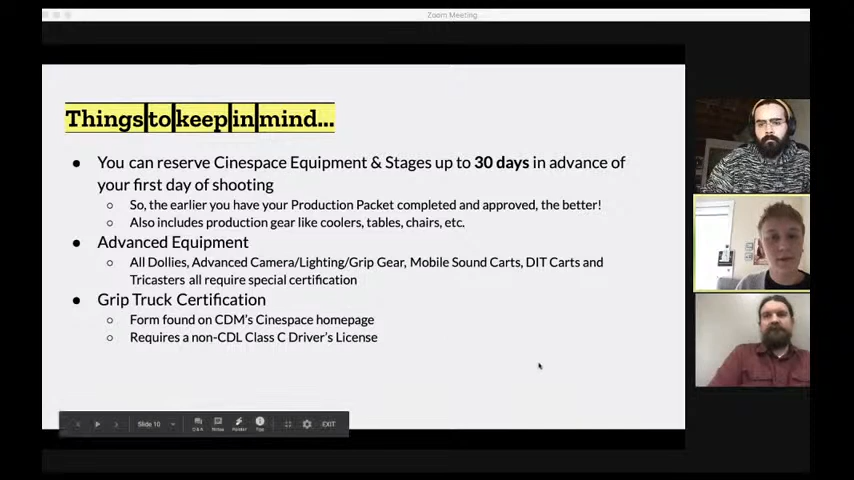 Zoom Meeting
Things to keep in mind...
● You can reserve Cinespace Equipment & Stages up to 30 days in advance of
your first day of shooting
○ So, the earlier you have your Production Packet completed and approved, the better!
○ Also includes production gear like coolers, tables, chairs, etc.
● Advanced Equipment
○ All Dollies, Advanced Camera/Lighting/Grip Gear, Mobile Sound Carts, DIT Carts and
Tricasters all require special certification
● Grip Truck Certification
○ Form found on CDM's Cinespace homepage
○ Requires a non-CDL Class C Driver's License
Slide 10
Q&A Notes Pointer Tips EXIT